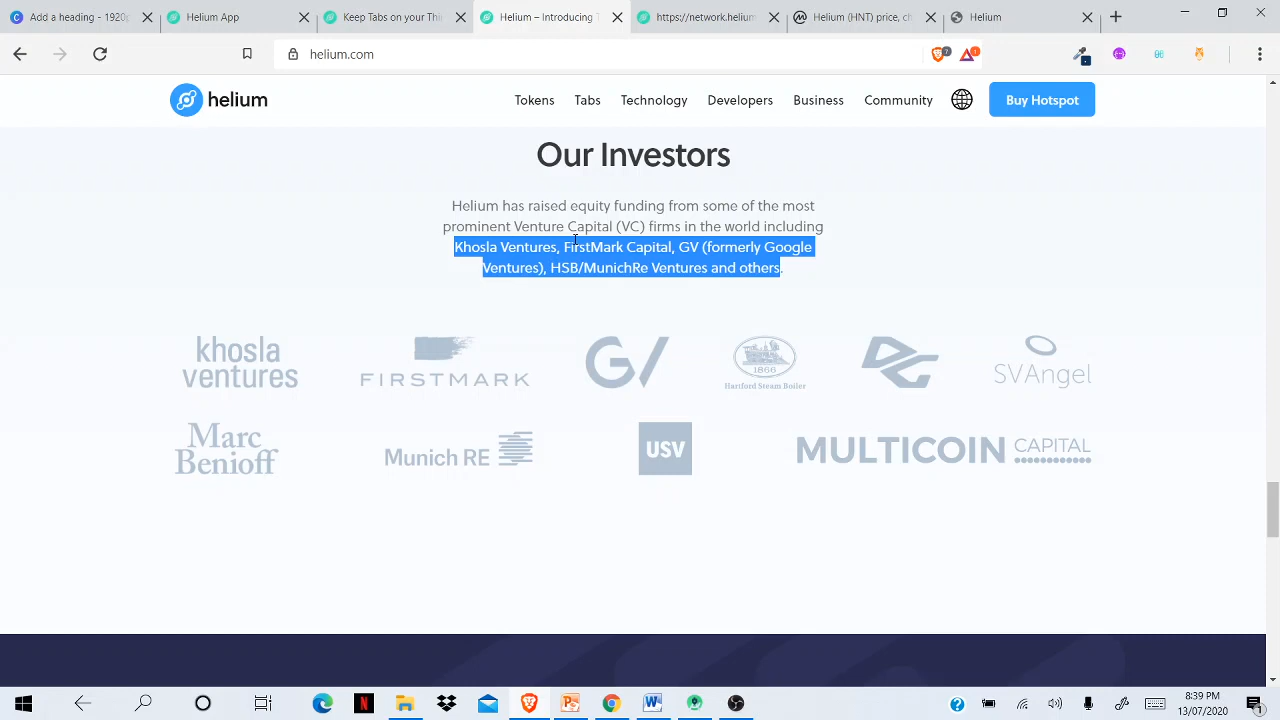 Add a heading - 1920p
Helium App
Keep Tabs on your Thin
Helium – Introducing T
https://network.helium
(HNT) price, ch
Helium
helium.com
helium
Tokens Tabs Technology Developers Business Community Buy Hotspot
Our Investors
Helium has raised equity funding from some of the most
prominent Venture Capital (VC) firms in the world including
Khosla Ventures, FirstMark Capital, GV (formerly Google
Ventures), HSB/MunichRe Ventures and others.
khosla
ventures
FIRSTMARK
GV
1866
Hartford Steam Boiler
SVAngel
Marc
Benioff
Munich RE
USV
MULTICOIN CAPITAL
8:39 PM
13/07/2020